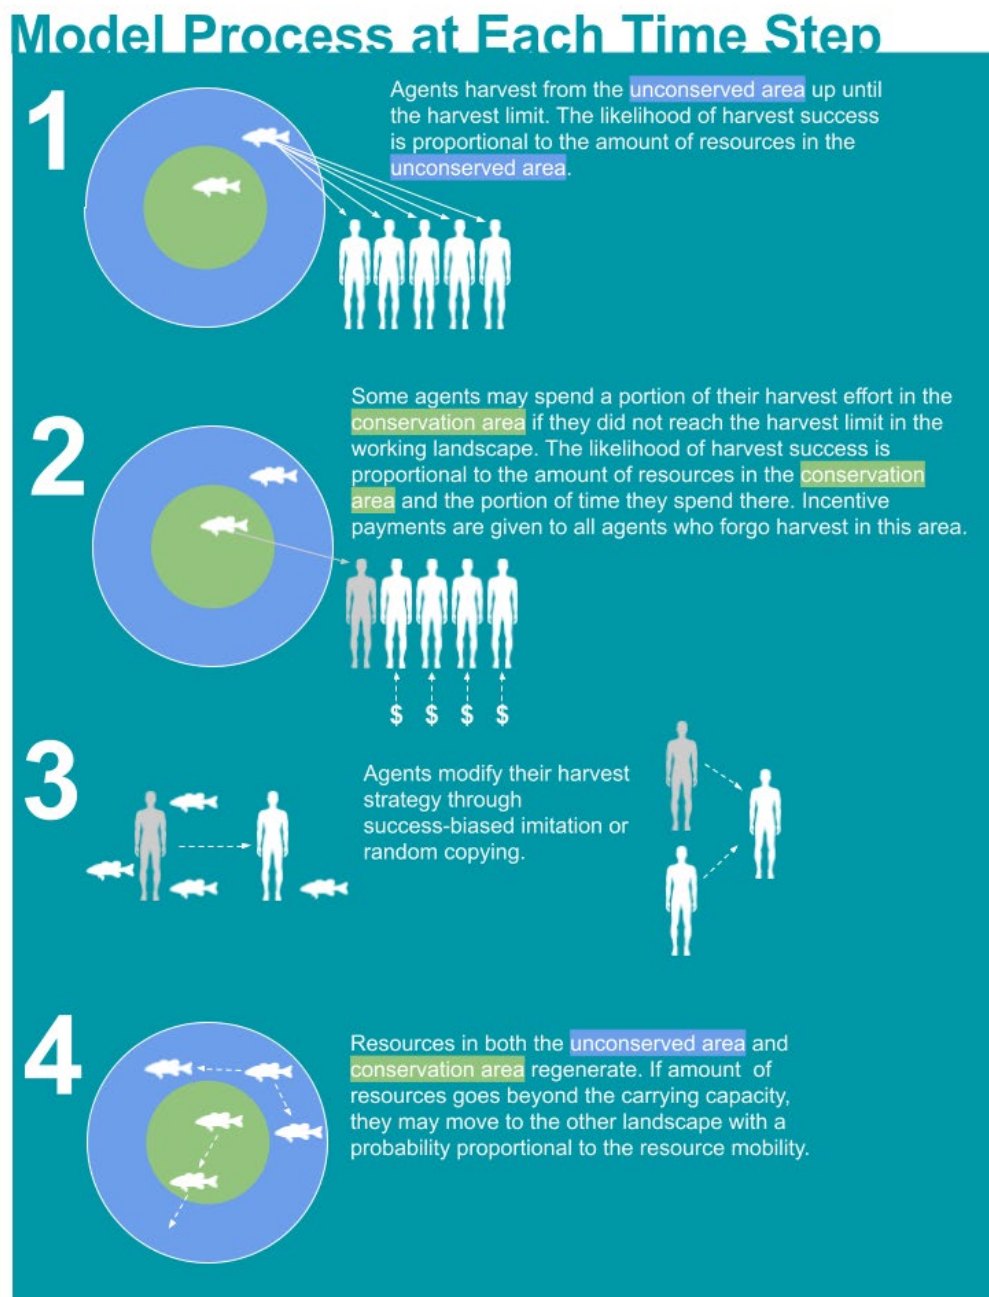 Model Process at Each Time Step
1
Agents harvest from the unconserved area up until
the harvest limit. The likelihood of harvest success
is proportional to the amount of resources in the
unconserved area.
2
Some agents may spend a portion of their harvest effort in the
conservation area if they did not reach the harvest limit in the
working landscape. The likelihood of harvest success is
proportional to the amount of resources in the conservation
area and the portion of time they spend there. Incentive
payments are given to all agents who forgo harvest in this area.
$ $ $ $
3
Agents modify their harvest
strategy through
success-biased imitation or
random copying.
4
Resources in both the unconserved area and
conservation area regenerate. If amount of
resources goes beyond the carrying capacity,
they may move to the other landscape with a
probability proportional to the resource mobility.